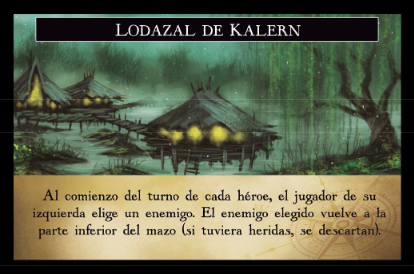 Lodazal de Kalern
Al comienzo del turno de cada héroe, el jugador de su
izquierda elige un enemigo. El enemigo elegido vuelve a la
parte inferior del mazo (si tuviera heridas, se descartan).